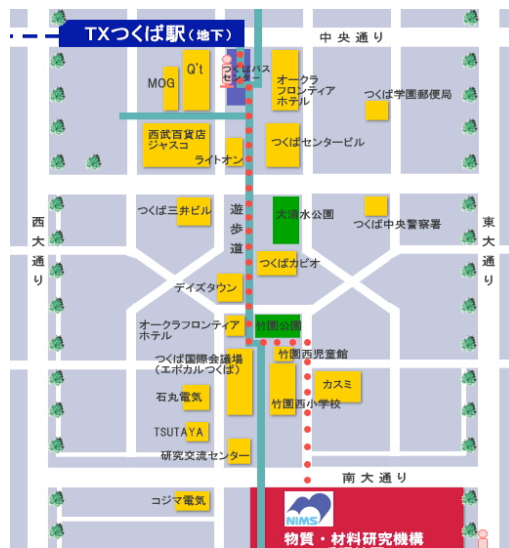 TXつくば駅(地下)
中央通り
つくばバス
センター
Q't
MOG
オークラ
フロンティア
ホテル
つくば学園郵便局
西武百貨店
ジャスコ
ライトオン
つくばセンタービル
つくば三井ビル
遊歩道
大清水公園
つくば中央警察署
西大通り
東大通り
つくばカピオ
デイズタウン
オークラフロンティア
ホテル
竹園公園
つくば国際会議場
(エポカルつくば)
竹園西児童館
石丸電気
カスミ
竹園西小学校
TSUTAYA
研究交流センター
南大通り
コジマ電気
NIMS
物質・材料研究機構